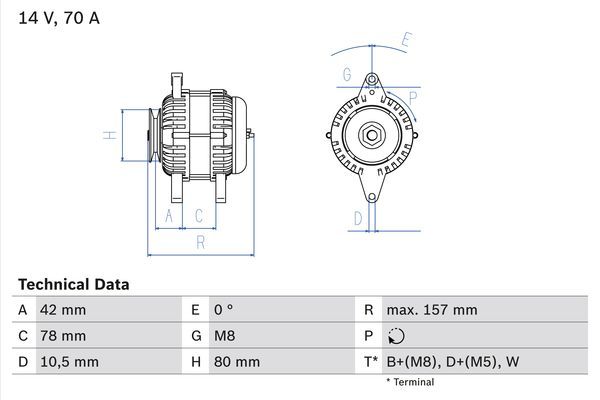 14 V, 70 A
E
G
P
H
A
C
D
R
Technical Data
A 42 mm E 0 ° R max. 157 mm
C 78 mm G M8 P
D 10,5 mm H 80 mm T* B+(M8), D+(M5), W
* Terminal